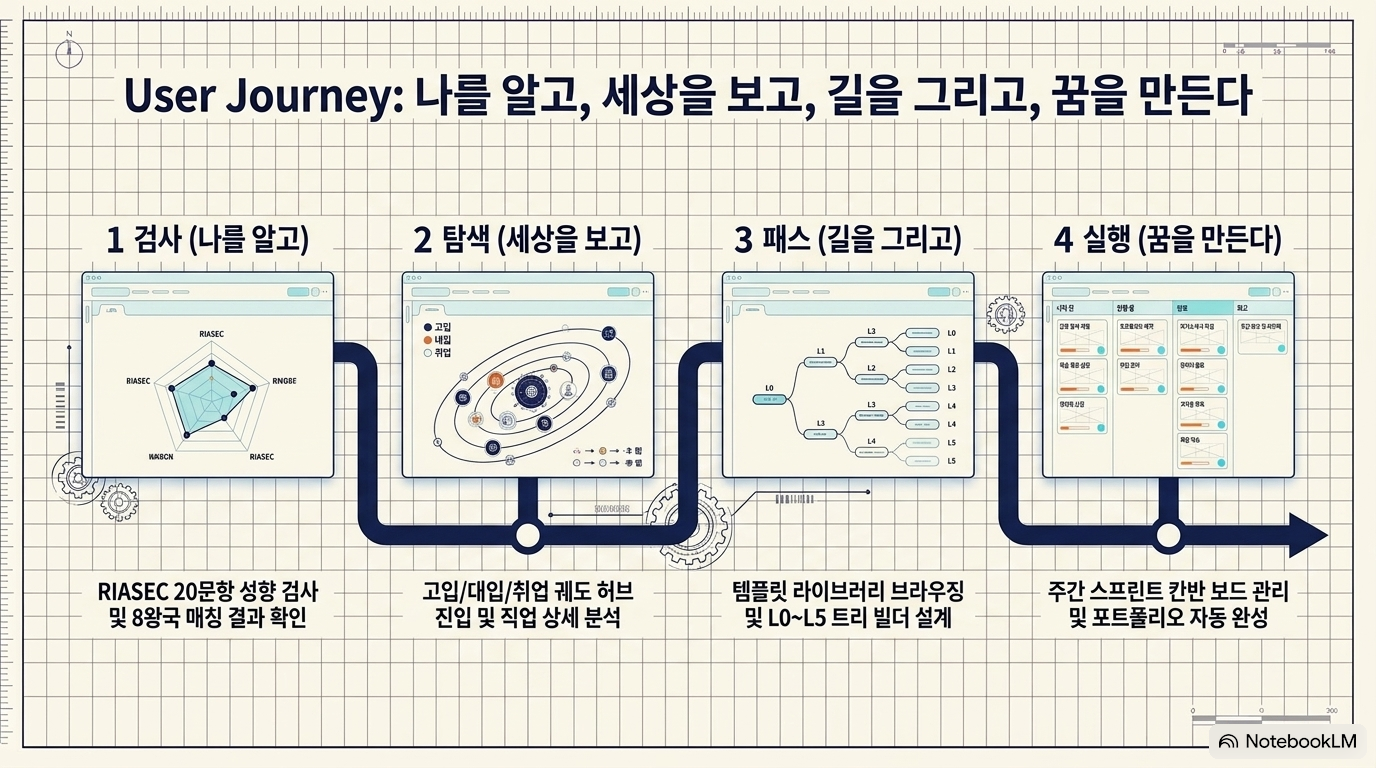 N
User Journey: 나를 알고, 세상을 보고, 길을 그리고, 꿈을 만든다
1 검사 (나를 알고)
2 탐색 (세상을 보고)
3 패스 (길을 그리고)
4 실행 (꿈을 만든다)
RIASEC
RIASEC
RNGBE
RIASEC
고입
취업
L0
L1
L3
L3
L2
L3
L4
L0
L1
L2
L3
L4
L4
L5
L5
RIASEC 20문항 성향 검사
및 8왕국 매칭 결과 확인
고입/대입/취업 궤도 허브
진입 및 직업 상세 분석
템플릿 라이브러리 브라우징
및 L0~L5 트리 빌더 설계
주간 스프린트 칸반 보드 관리
및 포트폴리오 자동 완성
NotebookLM